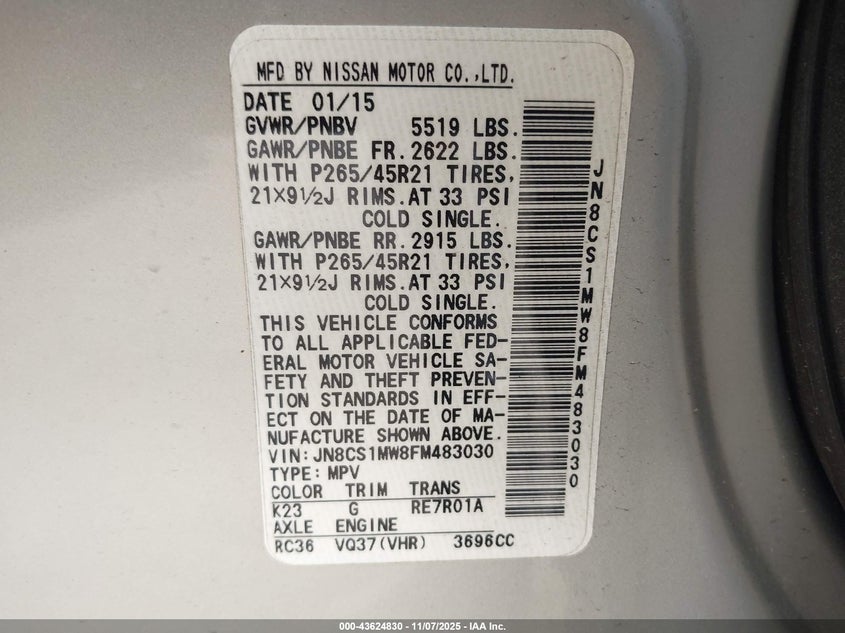 MFD BY NISSAN MOTOR CO.,LTD.
DATE 01/15
GVWR/PNBV 5519 LBS.
GAWR/PNBE FR. 2622 LBS.
WITH P265/45R21 TIRES,
21X9½J RIMS.AT 33 PSI
COLD SINGLE.
GAWR/PNBE RR. 2915 LBS.
WITH P265/45R21 TIRES,
21X9½J RIMS.AT 33 PSI
COLD SINGLE.
THIS VEHICLE CONFORMS
TO ALL APPLICABLE FED-
ERAL MOTOR VEHICLE SA-
FETY AND THEFT PREVEN-
TION STANDARDS IN EFF-
ECT ON THE DATE OF MA-
NUFACTURE SHOWN ABOVE.
VIN: JN8CS1MW8FM483030
TYPE: MPV
COLOR TRIM TRANS
K23 G RE7R01A
AXLE ENGINE
RC36 VQ37(VHR) 3696CC
JN8CS1MW8FM483030
000-43624830 - 11/07/2025 - IAA Inc.